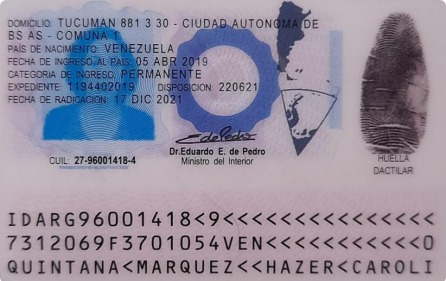 DOMICILIO: TUCUMAN 881 3 30 - CIUDAD AUTONOMA DE
BS AS - COMUNA 1
PAÍS DE NACIMIENTO: VENEZUELA
FECHA DE INGRESO AL PAÍS: 05 ABR 2019
CATEGORIA DE INGRESO: PERMANENTE
EXPEDIENTE: 1194402019 DISPOSICION: 220621
FECHA DE RADICACIÓN: 17 DIC 2021
Dr. Eduardo E. de Pedro
Ministro del Interior
CUIL: 27-96001418-4
HUELLA
DACTILAR
IDARG96001418<9<<<<<<<<<<<<<<<
7312069F3701054VEN<<<<<<<<<<<0
QUINTANA<MARQUEZ<<HAZER<CAROLI